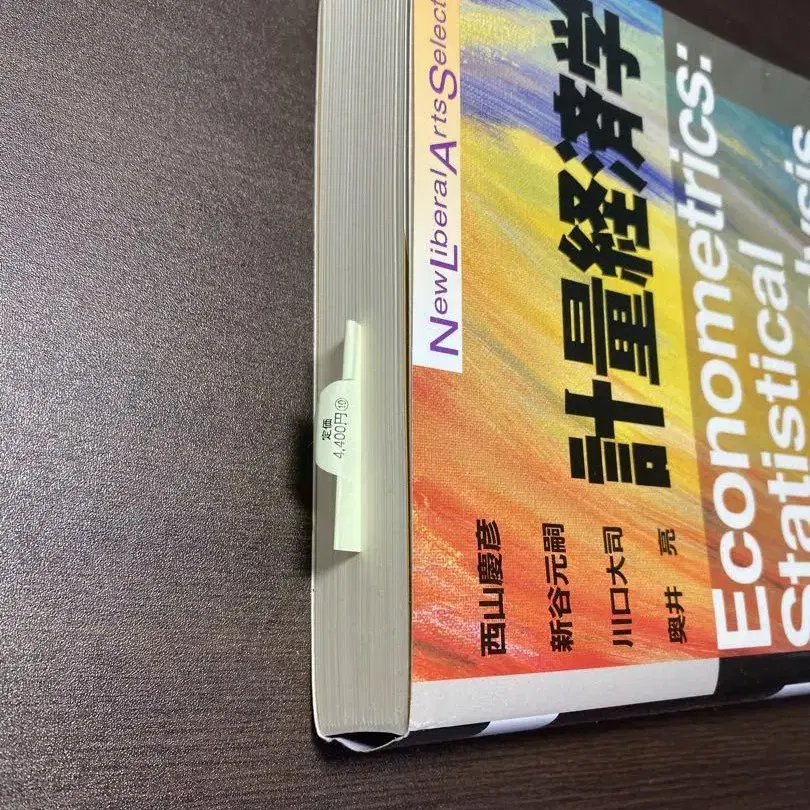 New Liberal Arts Select
計量経済学
Econometrics:
Statistical
西山慶彦
新谷元嗣
川口大司
奥井 亮
定価
4,400円⑩